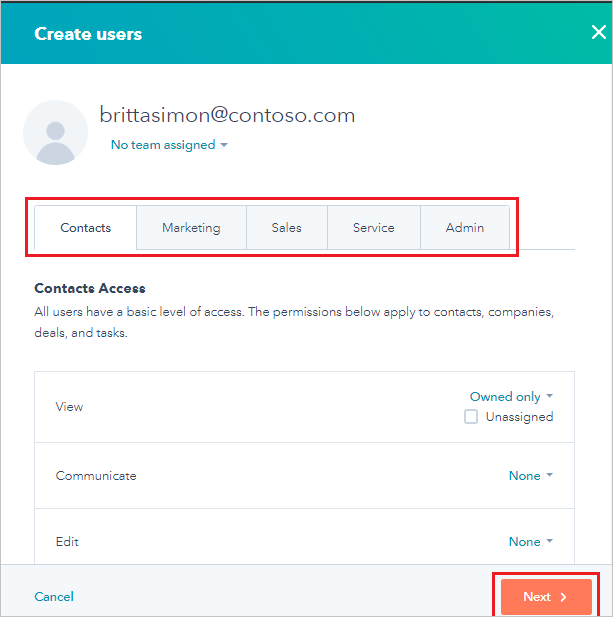 Create users
brittasimon@contoso.com
No team assigned
Contacts Marketing Sales Service Admin
Contacts Access
All users have a basic level of access. The permissions below apply to contacts, companies,
deals, and tasks.
View
Owned only
Unassigned
Communicate
None
Edit
None
Cancel
Next